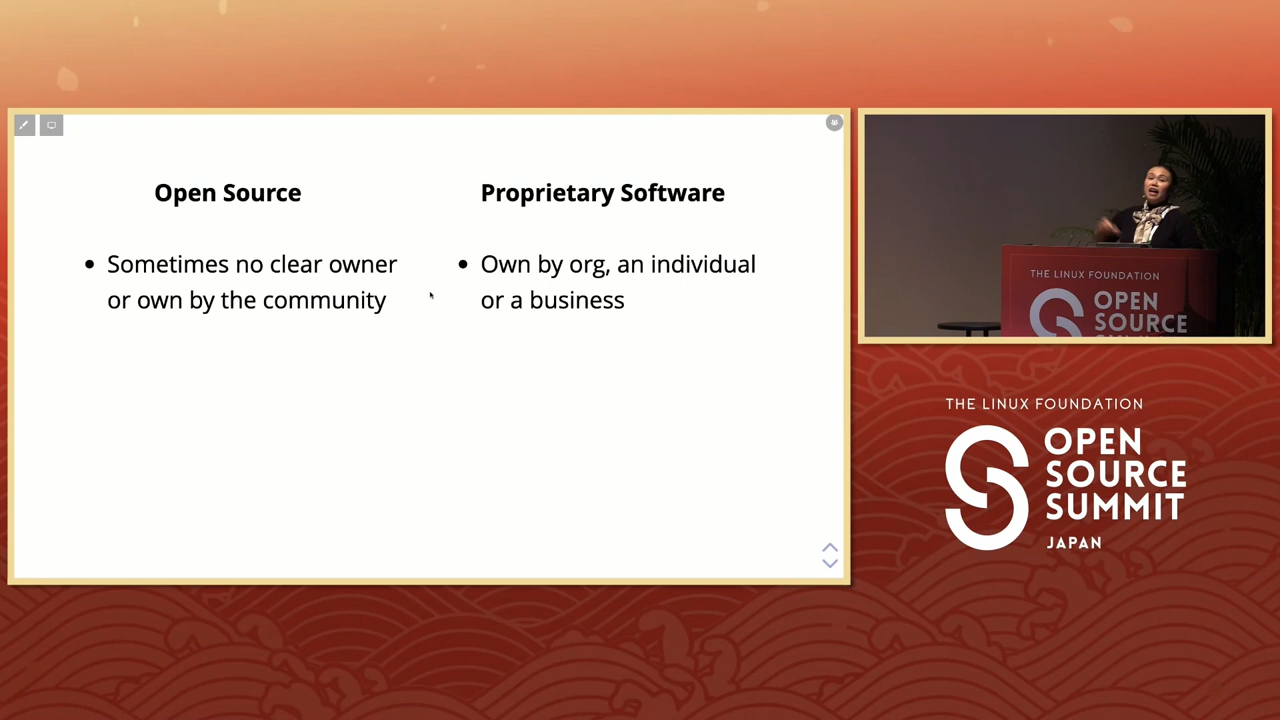 Open Source
Sometimes no clear owner
or own by the community
Proprietary Software
Own by org, an individual
or a business
THE LINUX FOUNDATION
OPEN
SOURCE
THE LINUX FOUNDATION
OPEN
SOURCE
SUMMIT
JAPAN